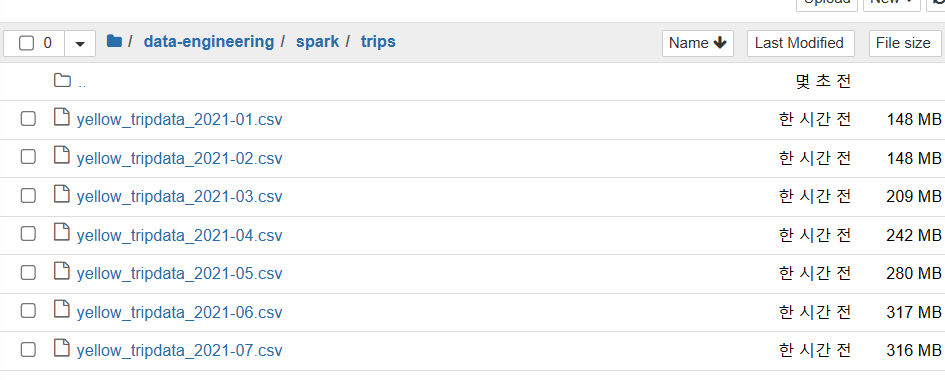 Upload New
0 / data-engineering / spark / trips Name Last Modified File size
.. 몇 초 전
yellow_tripdata_2021-01.csv 한 시간 전 148 MB
yellow_tripdata_2021-02.csv 한 시간 전 148 MB
yellow_tripdata_2021-03.csv 한 시간 전 209 MB
yellow_tripdata_2021-04.csv 한 시간 전 242 MB
yellow_tripdata_2021-05.csv 한 시간 전 280 MB
yellow_tripdata_2021-06.csv 한 시간 전 317 MB
yellow_tripdata_2021-07.csv 한 시간 전 316 MB